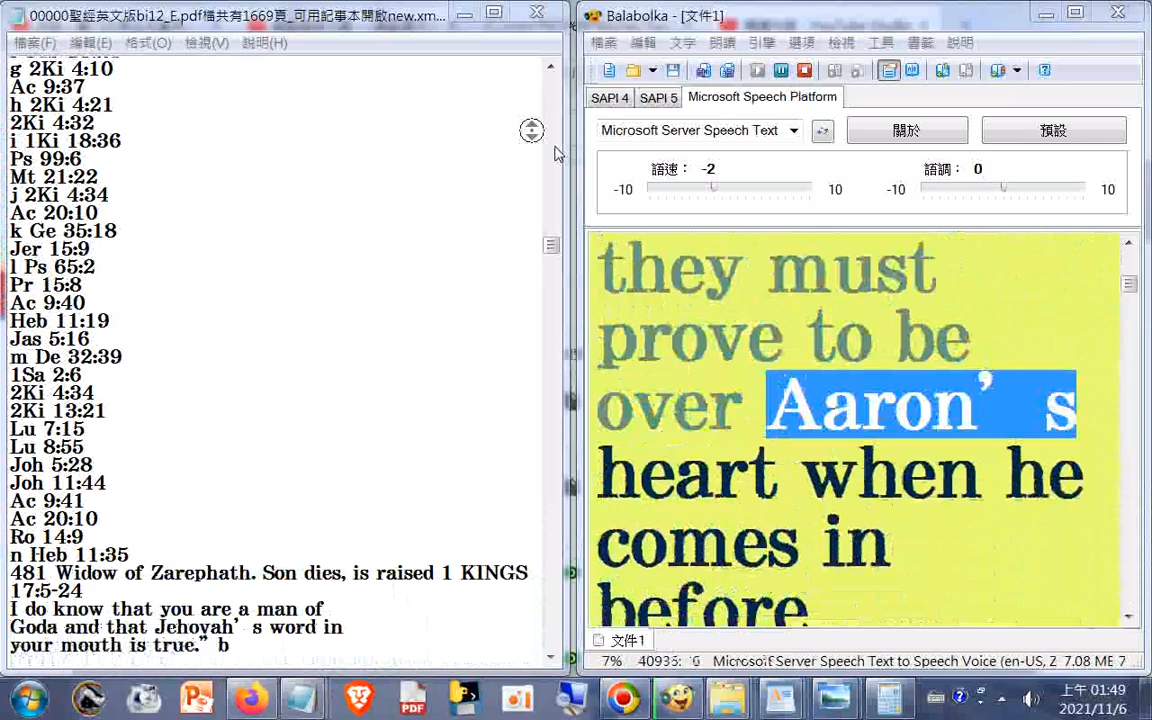 00000聖經英文版bi12_E.pdf檔共有1669頁_可用記事本開啟new.xm...
檔案(F) 編輯(E) 格式(O) 檢視(V) 說明(H)
g 2Ki 4:10
Ac 9:37
h 2Ki 4:21
2Ki 4:32
i 1Ki 18:36
Ps 99:6
Mt 21:22
j 2Ki 4:34
Ac 20:10
k Ge 35:18
Jer 15:9
l Ps 65:2
Pr 15:8
Ac 9:40
Heb 11:19
Jas 5:16
m De 32:39
1Sa 2:6
2Ki 4:34
2Ki 13:21
Lu 7:15
Lu 8:55
Joh 5:28
Joh 11:44
Ac 9:41
Ac 20:10
Ro 14:9
n Heb 11:35
481 Widow of Zarephath. Son dies, is raised 1 KINGS
17:5-24
I do know that you are a man of
Goda and that Jehovah’s word in
your mouth is true.” b
Balabolka - [文件1]
檔案 編輯 文字 朗讀 引擎 選項 檢視 工具 書籤 說明
SAPI 4 SAPI 5 Microsoft Speech Platform
Microsoft Server Speech Text 關於 預設
語速： -2 語調： 0
-10 10 -10 10
they must
prove to be
over Aaron’s
heart when he
comes in
before
文件1
7% Microsoft Server Speech Text to Speech Voice (en-US, Z 7.08 ME 7
PDF
上午 01:49
2021/11/6